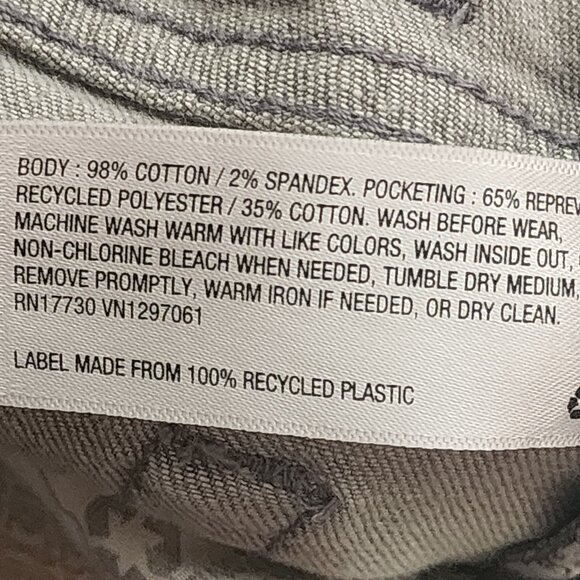 BODY : 98% COTTON / 2% SPANDEX. POCKETING : 65% REPREV
RECYCLED POLYESTER / 35% COTTON. WASH BEFORE WEAR,
MACHINE WASH WARM WITH LIKE COLORS, WASH INSIDE OUT,
NON-CHLORINE BLEACH WHEN NEEDED, TUMBLE DRY MEDIUM,
REMOVE PROMPTLY, WARM IRON IF NEEDED, OR DRY CLEAN.
RN17730 VN1297061
LABEL MADE FROM 100% RECYCLED PLASTIC